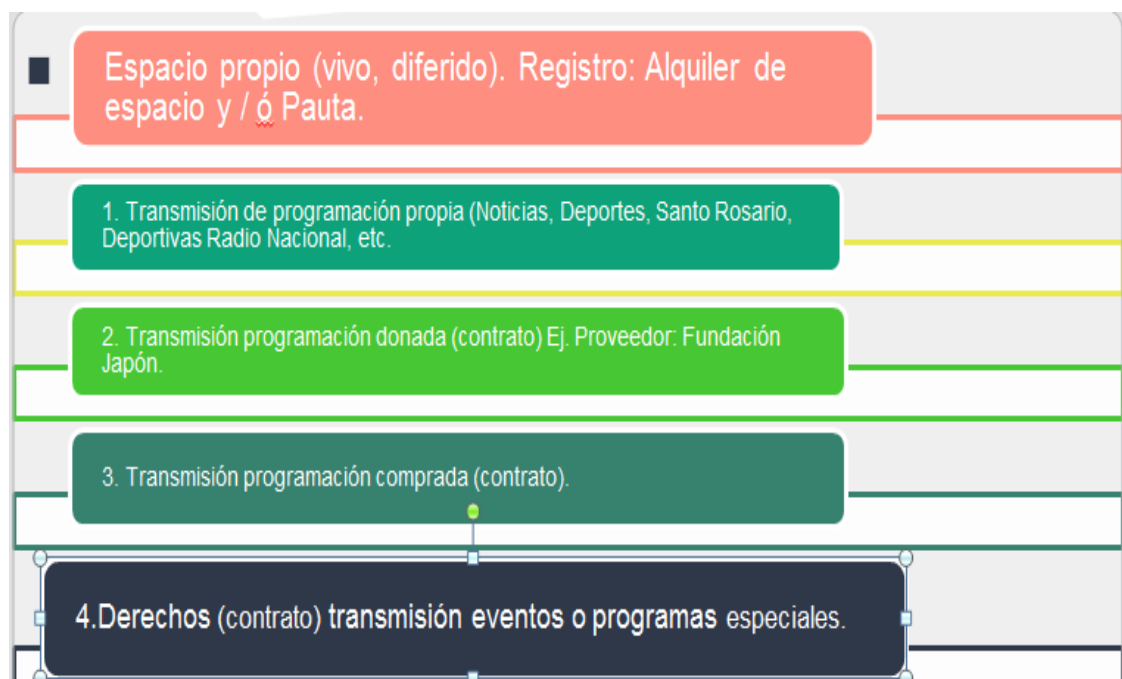 Espacio propio (vivo, diferido). Registro: Alquiler de
espacio y / ó Pauta.
1. Transmisión de programación propia (Noticias, Deportes, Santo Rosario,
Deportivas Radio Nacional, etc.
2. Transmisión programación donada (contrato) Ej. Proveedor: Fundación
Japón.
3. Transmisión programación comprada (contrato).
4.Derechos (contrato) transmisión eventos o programas especiales.